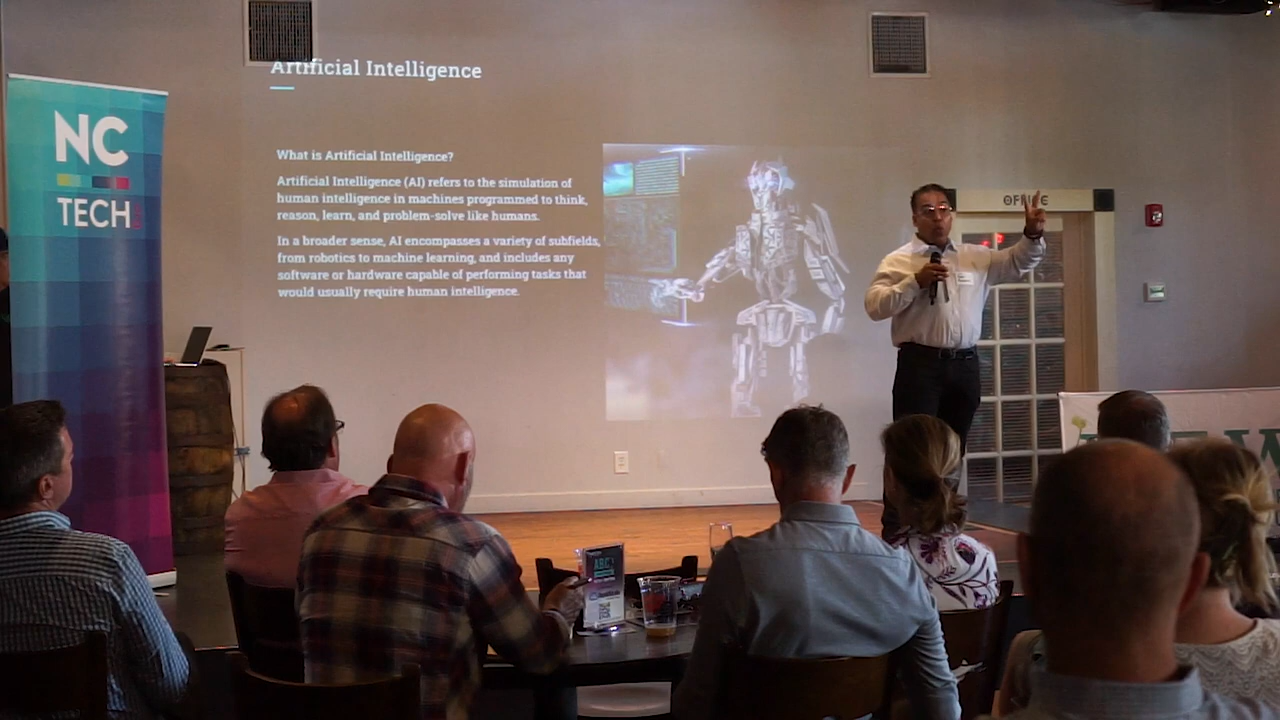 Artificial Intelligence
NC
TECH
What is Artificial Intelligence?
Artificial Intelligence (AI) refers to the simulation of
human intelligence in machines programmed to think,
reason, learn, and problem-solve like humans.
In a broader sense, AI encompasses a variety of subfields,
from robotics to machine learning, and includes any
software or hardware capable of performing tasks that
would usually require human intelligence.
OFFICE